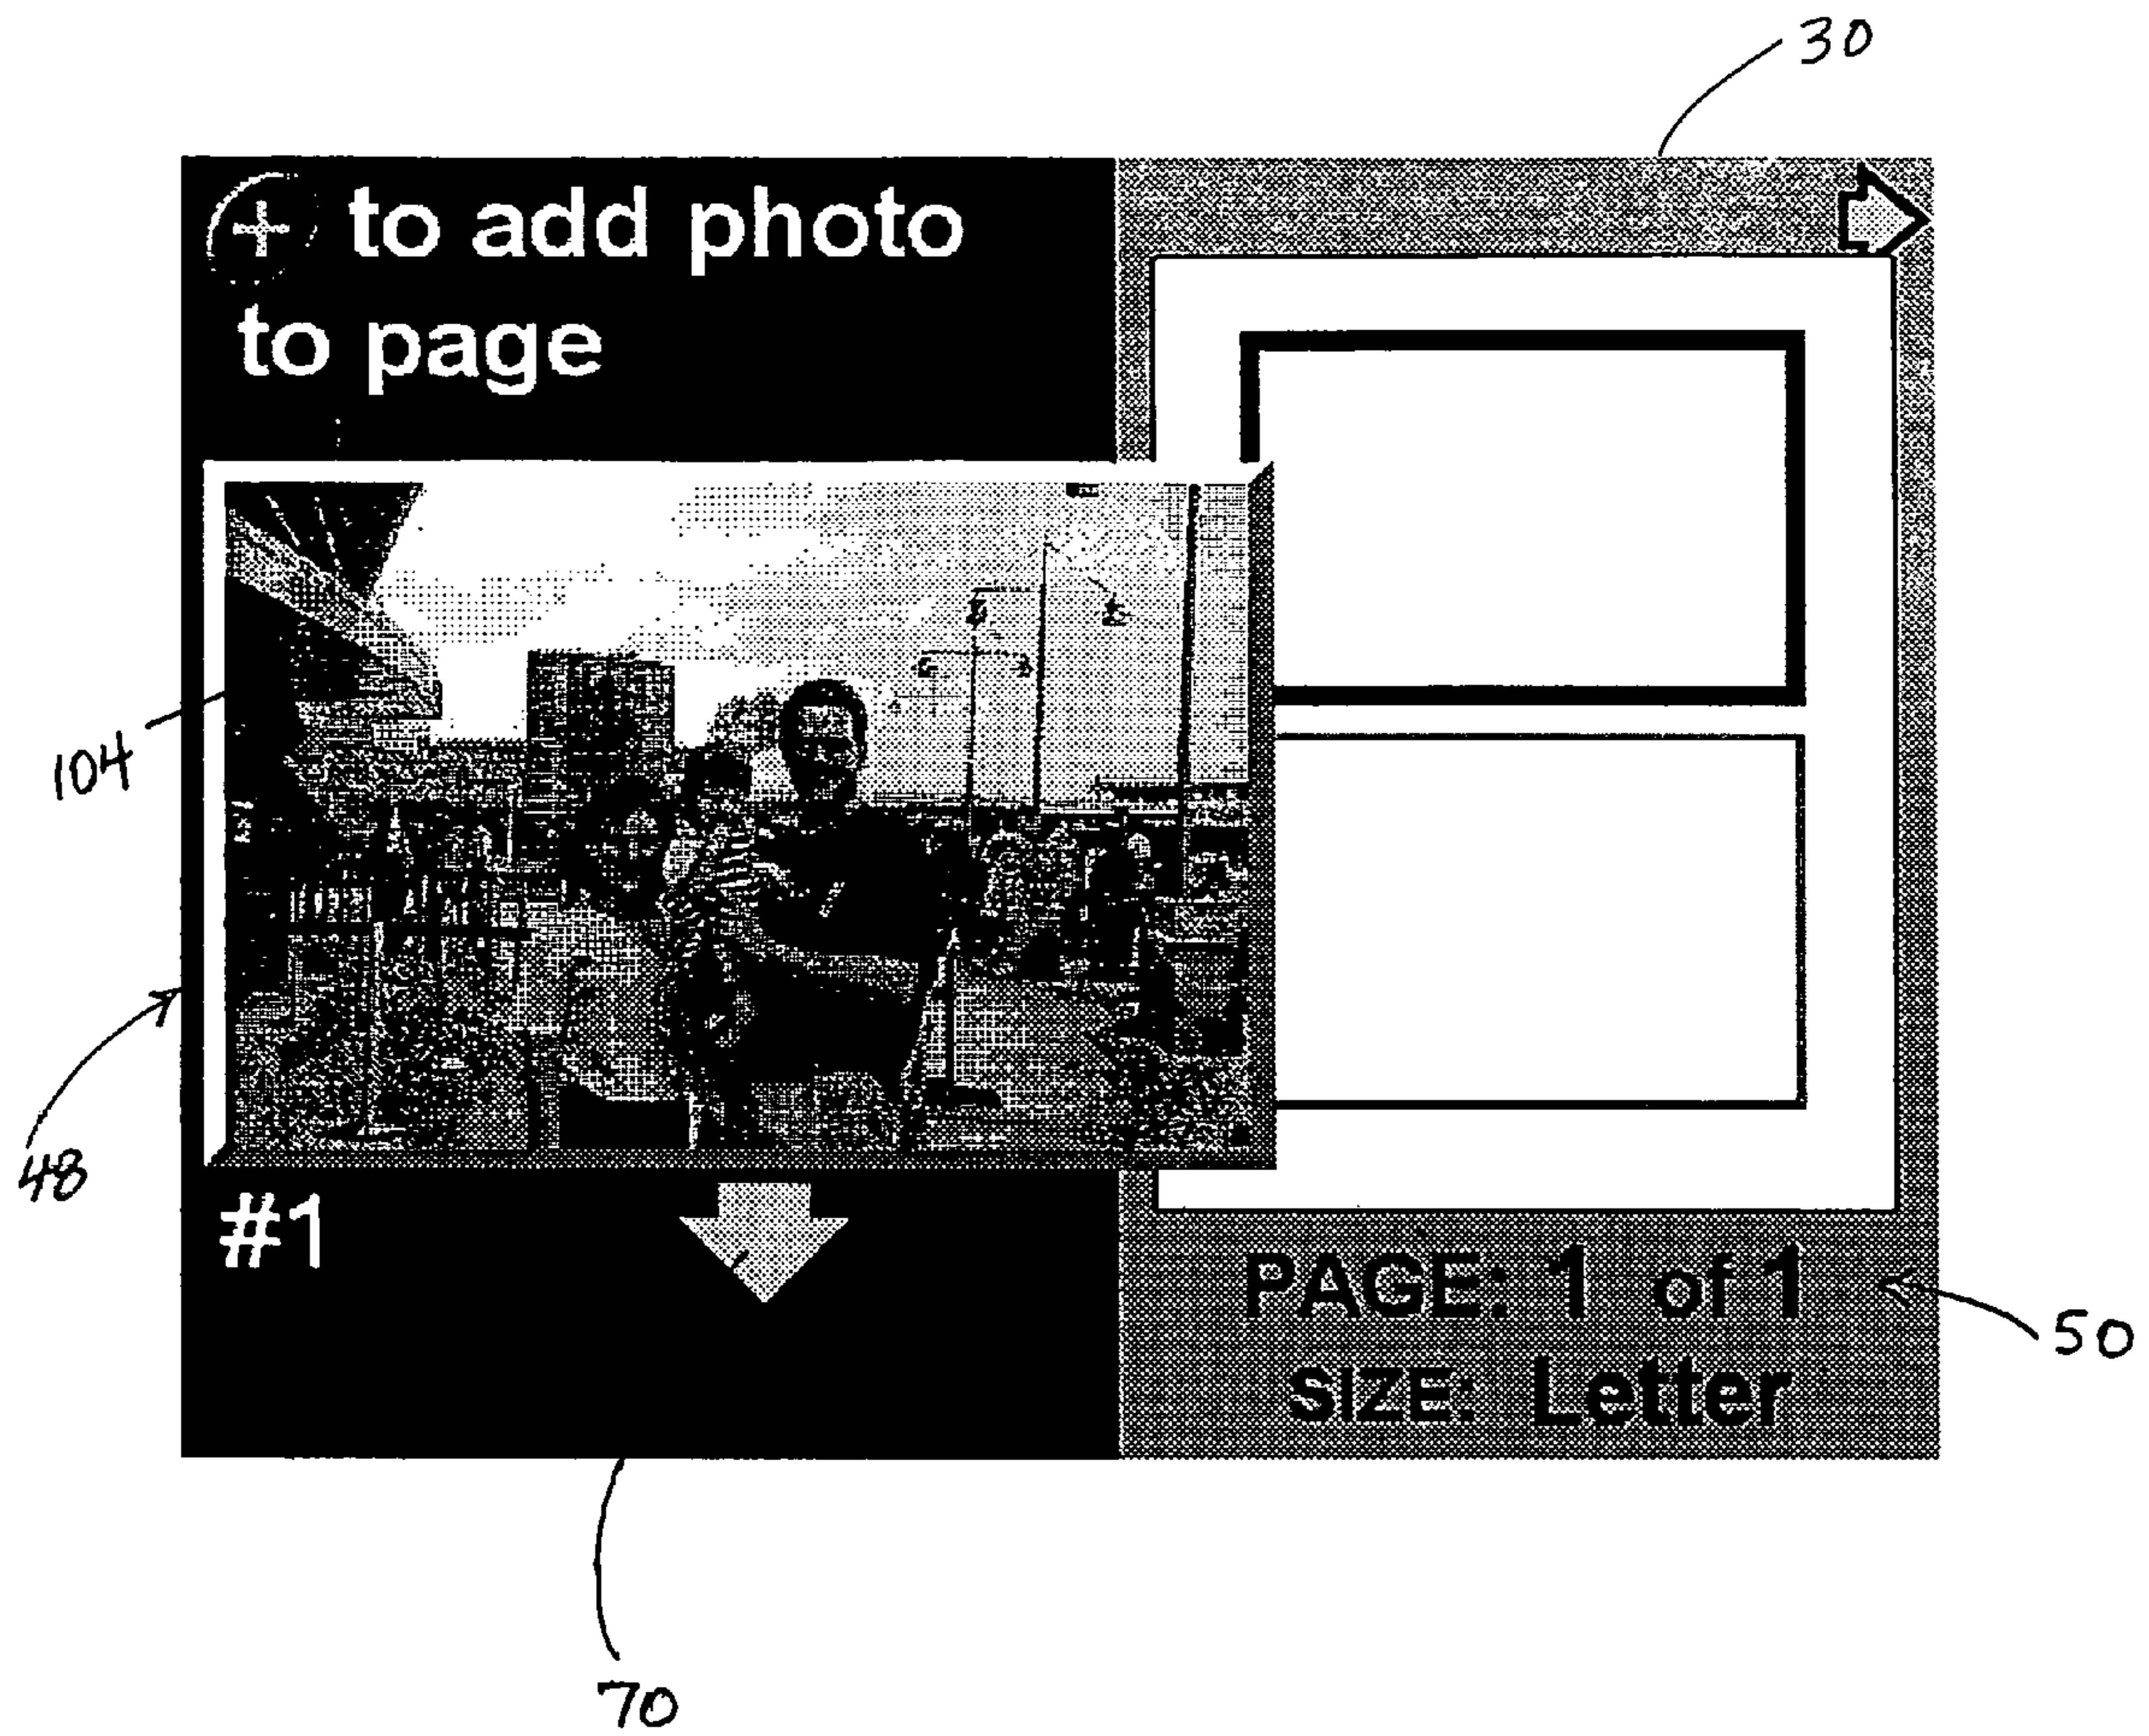 30
+ to add photo
to page
104
48
#1
PAGE: 1 of 1
50
SIZE: Letter
70